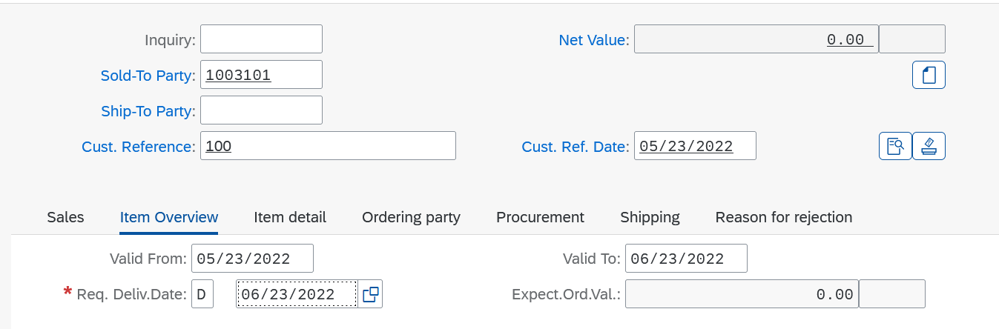 Inquiry: Net Value: 0.00
Sold-To Party: 1003101
Ship-To Party:
Cust. Reference: 100 Cust. Ref. Date: 05/23/2022
Sales Item Overview Item detail Ordering party Procurement Shipping Reason for rejection
Valid From: 05/23/2022 Valid To: 06/23/2022
* Req. Deliv.Date: D 06/23/2022 Expect.Ord.Val.: 0.00